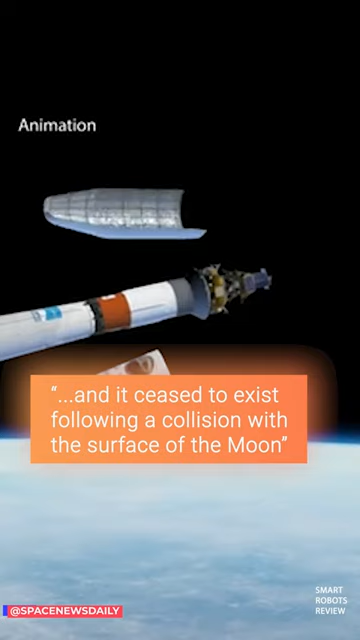 Animation
“...and it ceased to exist
following a collision with
the surface of the Moon”
@SPACENEWSDAILY
SMART
ROBOTS
REVIEW